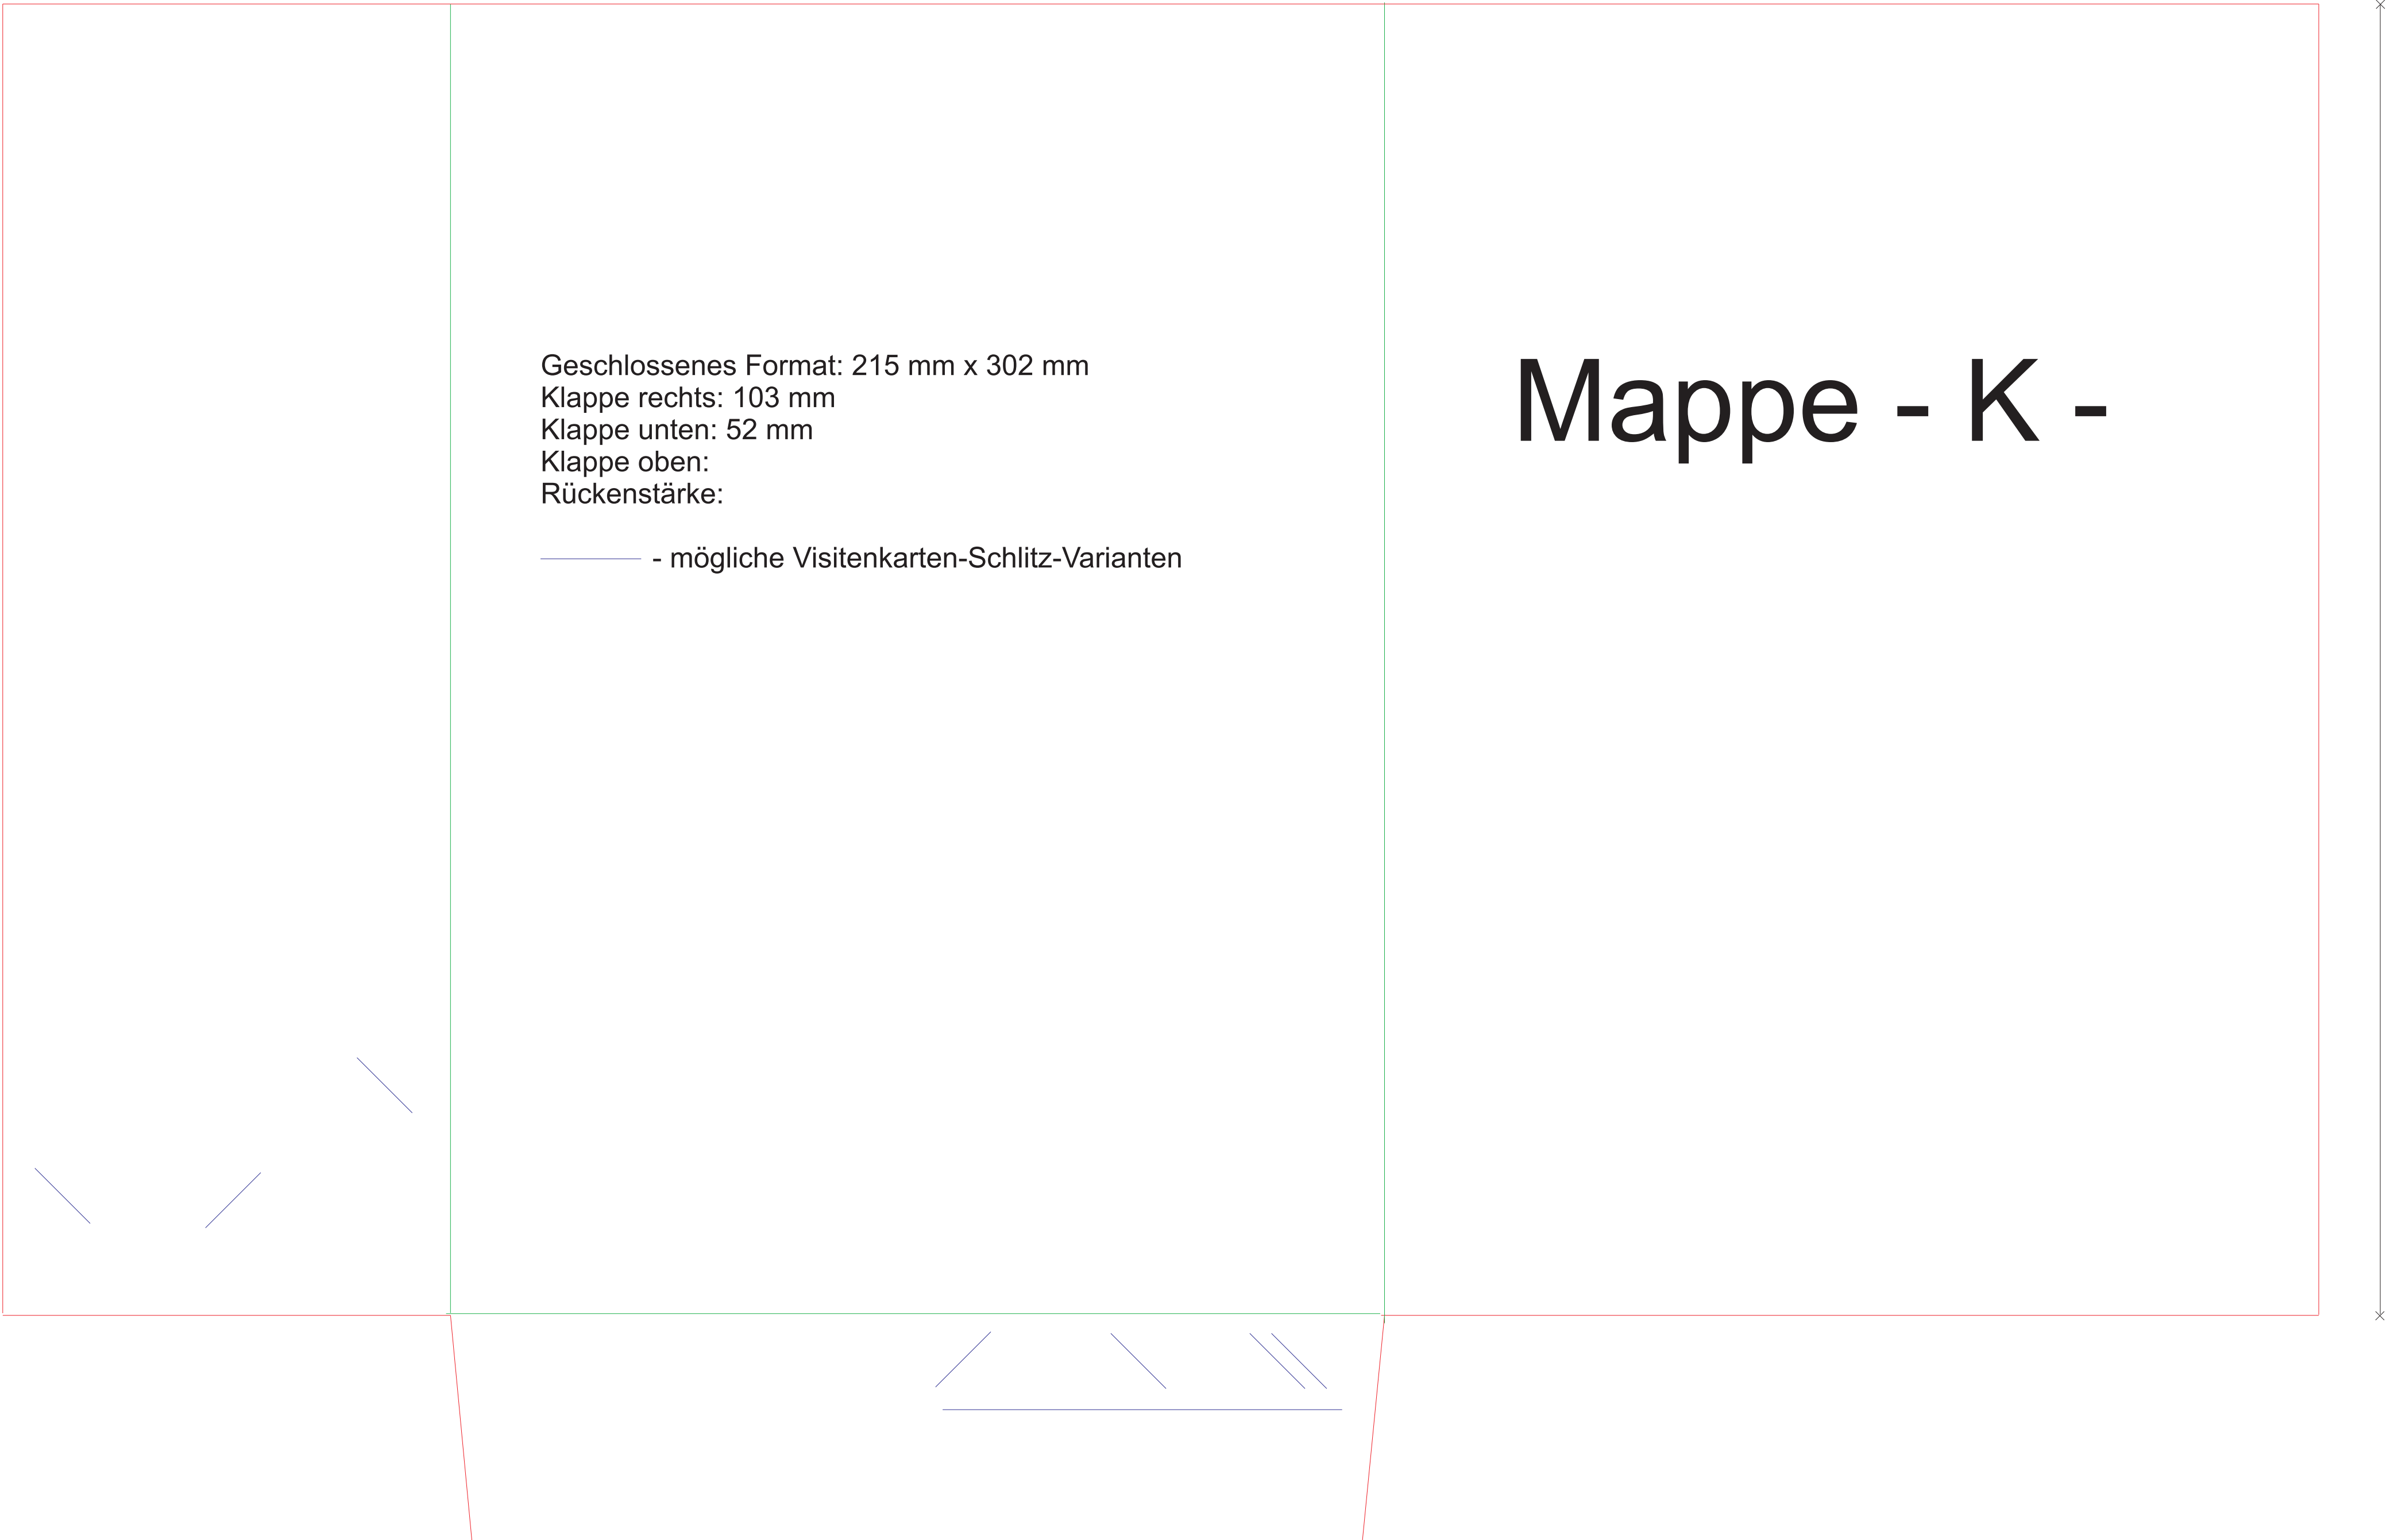 Geschlossenes Format: 215 mm x 302 mm
Klappe rechts: 103 mm
Klappe unten: 52 mm
Klappe oben:
Rückenstärke:
- mögliche Visitenkarten-Schlitz-Varianten
Mappe - K -